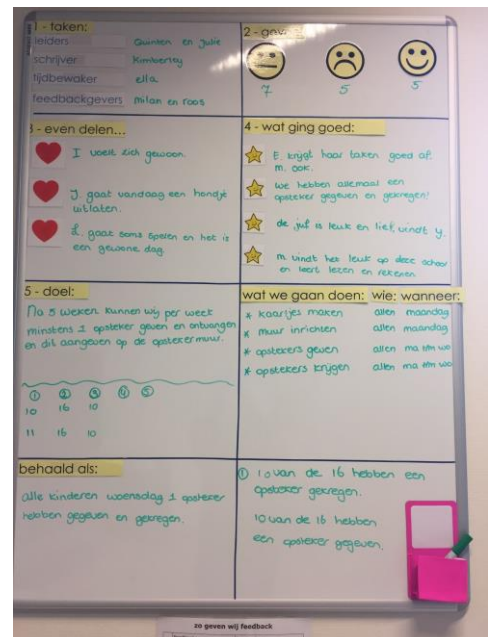 1 - taken:
leiders Quinten en Julie
schrijver Kimberley
tijdbewaker ella
feedbackgevers milan en roos
2 - gev
7 5 5
3 - even delen...
I voelt zich gewoon.
J. gaat vandaag een hondje
uitlaten.
L. gaat soms spelen en het is
een gewone dag.
4 - wat ging goed:
E. krijgt haar taken goed af.
m. ook.
we hebben allemaal een
opsteker gegeven en gekregen!
de juf is leuk en lief, vindt y.
m vindt het leuk op deze school
en leert lezen en rekenen.
5 - doel:
Na 5 weken kunnen wij per week
minstens 1 opsteker geven en ontvangen
en dit aangeven op de opstekermuur.
① ② ③ ④ ⑤
10 16 10
11 16 10
wat we gaan doen: wie: wanneer:
* kaartjes maken allen maandag
* muur inrichten allen maandag
* opstekers geven allen ma t/m wo
* opstekers krijgen allen ma t/m wo
behaald als:
alle kinderen woensdag 1 opsteker
hebben gegeven en gekregen.
① 10 van de 16 hebben een
opsteker gekregen.
10 van de 16 hebben
een opsteker gegeven.
zo geven wij feedback